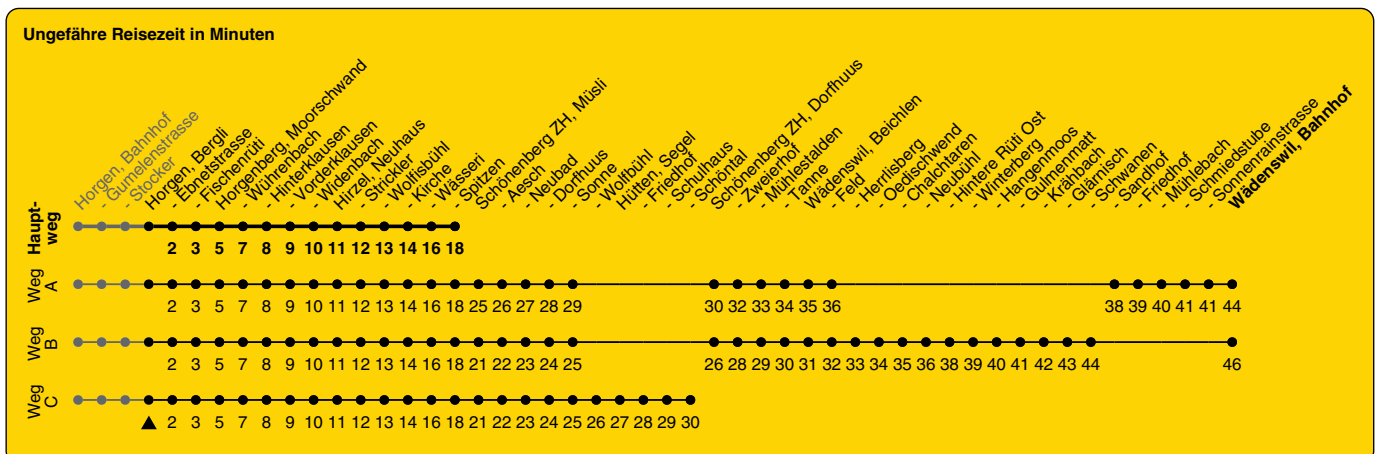 Ungefähre Reisezeit in Minuten
Horgen, Bahnhof
- Gumelenstrasse
- Stocker
Horgen, Bergli
- Ebnetstrasse
- Fischenrüti
Horgenberg, Moorschwand
- Wührenbach
- Hinterklausen
- Vorderklausen
- Widenbach
Hirzel, Neuhaus
- Strickler
- Wolfisbühl
- Kirche
- Wässeri
- Spitzen
Schönenberg ZH, Müsli
- Aesch
- Neubad
- Dorfhuus
- Sonne
- Wolfbühl
Hütten, Segel
- Friedhof
- Schulhaus
- Schöntal
Schönenberg ZH, Dorfhuus
- Zweierhof
- Mühlestalden
- Tanne
Wädenswil, Beichlen
- Feld
- Herrlisberg
- Oedischwend
- Chalchtaren
- Neubühl
- Hintere Rüti Ost
- Winterberg
- Hangenmoos
- Gulmenmatt
- Krähbach
- Glärnisch
- Schwanen
- Sandhof
- Friedhof
- Mühlebach
- Schmiedstube
- Sonnenrainstrasse
Wädenswil, Bahnhof
Haupt-
weg
2 3 5 7 8 9 10 11 12 13 14 16 18
Weg
A
2 3 5 7 8 9 10 11 12 13 14 16 18 25 26 27 28 29 30 32 33 34 35 36 38 39 40 41 41 44
Weg
B
2 3 5 7 8 9 10 11 12 13 14 16 18 21 22 23 24 25 26 28 29 30 31 32 33 34 35 36 38 39 40 41 42 43 44 46
Weg
C
2 3 5 7 8 9 10 11 12 13 14 16 18 21 22 23 24 25 26 27 28 29 30